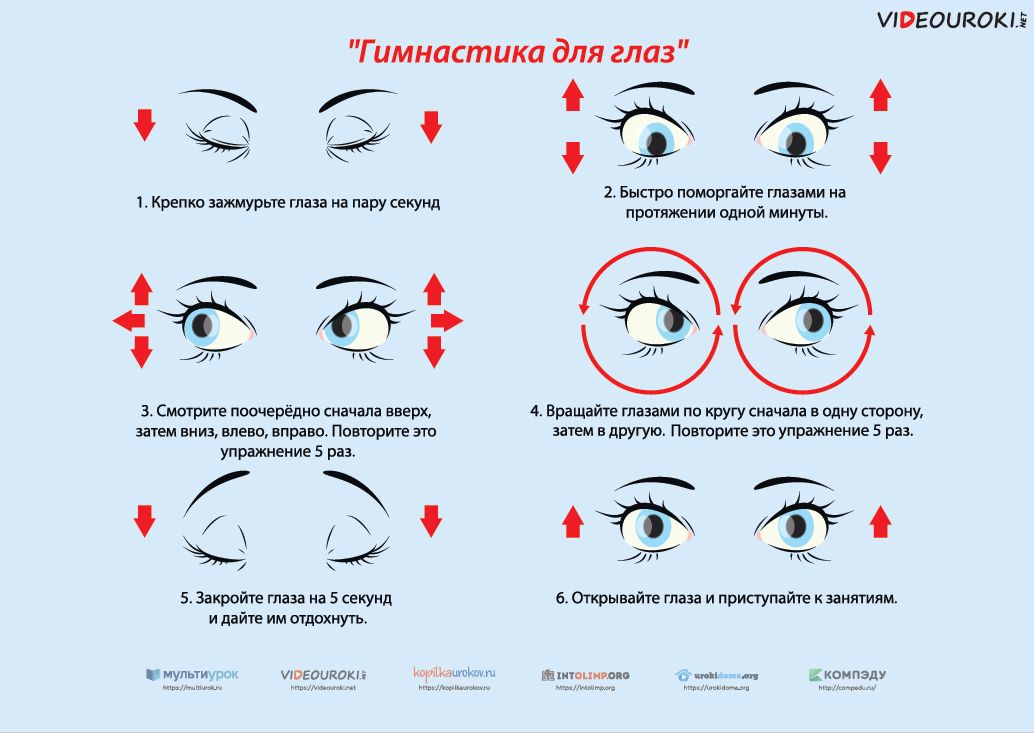 VIDEOUROKI.NET
"Гимнастика для глаз"
1. Крепко зажмурьте глаза на пару секунд
2. Быстро поморгайте глазами на
протяжении одной минуты.
3. Смотрите поочерёдно сначала вверх,
затем вниз, влево, вправо. Повторите это
упражнение 5 раз.
4. Вращайте глазами по кругу сначала в одну сторону,
затем в другую. Повторите это упражнение 5 раз.
5. Закройте глаза на 5 секунд
и дайте им отдохнуть.
6. Открывайте глаза и приступайте к занятиям.
МУЛЬТИУРОК
https://multiurok.ru
VIDEOUROKI.NET
https://videouroki.net
kopilkaurokov.ru
https://kopilkaurokov.ru
INTOLIMP.ORG
https://intolimp.org
urokidoma.org
https://urokidoma.org
КОМПЭДУ
http://compedu.ru/